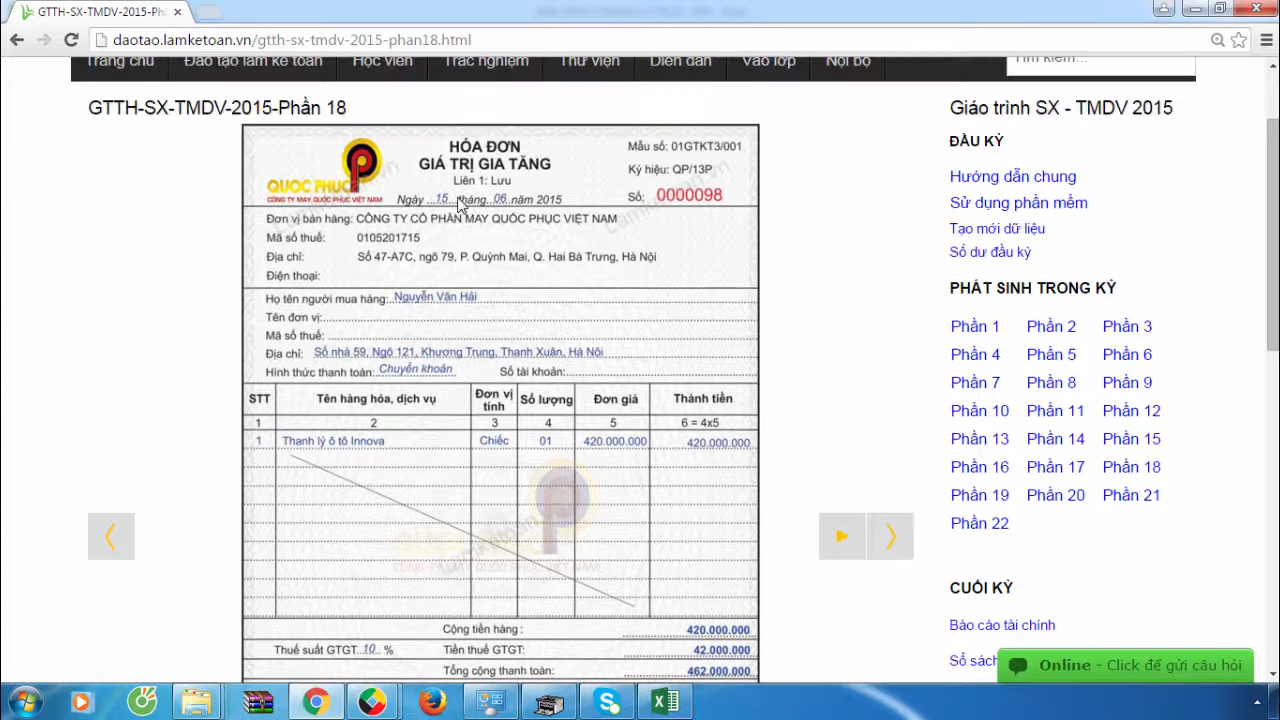 GTTH-SX-TMDV-2015-Ph
daotao.lamketoan.vn/gtth-sx-tmdv-2015-phan18.html
Trang chủ Đào tạo làm kế toán Học viên Trắc nghiệm Thư viện Diễn đàn Vào lớp Nội bộ Tìm kiếm...
GTTH-SX-TMDV-2015-Phần 18
QUOC PHUC
CÔNG TY MAY QUỐC PHỤC VIỆT NAM
HÓA ĐƠN
GIÁ TRỊ GIA TĂNG
Liên 1: Lưu
Ngày ...15...tháng...06..năm 2015
Mẫu số: 01GTKT3/001
Ký hiệu: QP/13P
Số: 0000098
Đơn vị bán hàng: CÔNG TY CỔ PHẦN MAY QUỐC PHỤC VIỆT NAM
Mã số thuế: 0105201715
Địa chỉ: Số 47-A7C, ngõ 79, P. Quỳnh Mai, Q. Hai Bà Trưng, Hà Nội
Điện thoại:
Họ tên người mua hàng: Nguyễn Văn Hải
Tên đơn vị:
Mã số thuế:
Địa chỉ: Số nhà 59, Ngõ 121, Khương Trung, Thanh Xuân, Hà Nội
Hình thức thanh toán: Chuyển khoản Số tài khoản:
STT Tên hàng hóa, dịch vụ Đơn vị tính Số lượng Đơn giá Thành tiền
1 2 3 4 5 6 = 4x5
1 Thanh lý ô tô Innova Chiếc 01 420.000.000 420.000.000
Cộng tiền hàng : 420.000.000
Thuế suất GTGT..10.. % Tiền thuế GTGT: 42.000.000
Tổng cộng thanh toán: 462.000.000
Giáo trình SX - TMDV 2015
ĐẦU KỲ
Hướng dẫn chung
Sử dụng phần mềm
Tạo mới dữ liệu
Số dư đầu kỳ
PHÁT SINH TRONG KỲ
Phần 1 Phần 2 Phần 3
Phần 4 Phần 5 Phần 6
Phần 7 Phần 8 Phần 9
Phần 10 Phần 11 Phần 12
Phần 13 Phần 14 Phần 15
Phần 16 Phần 17 Phần 18
Phần 19 Phần 20 Phần 21
Phần 22
CUỐI KỲ
Báo cáo tài chính
Sổ sách
Online - Click để gửi câu hỏi